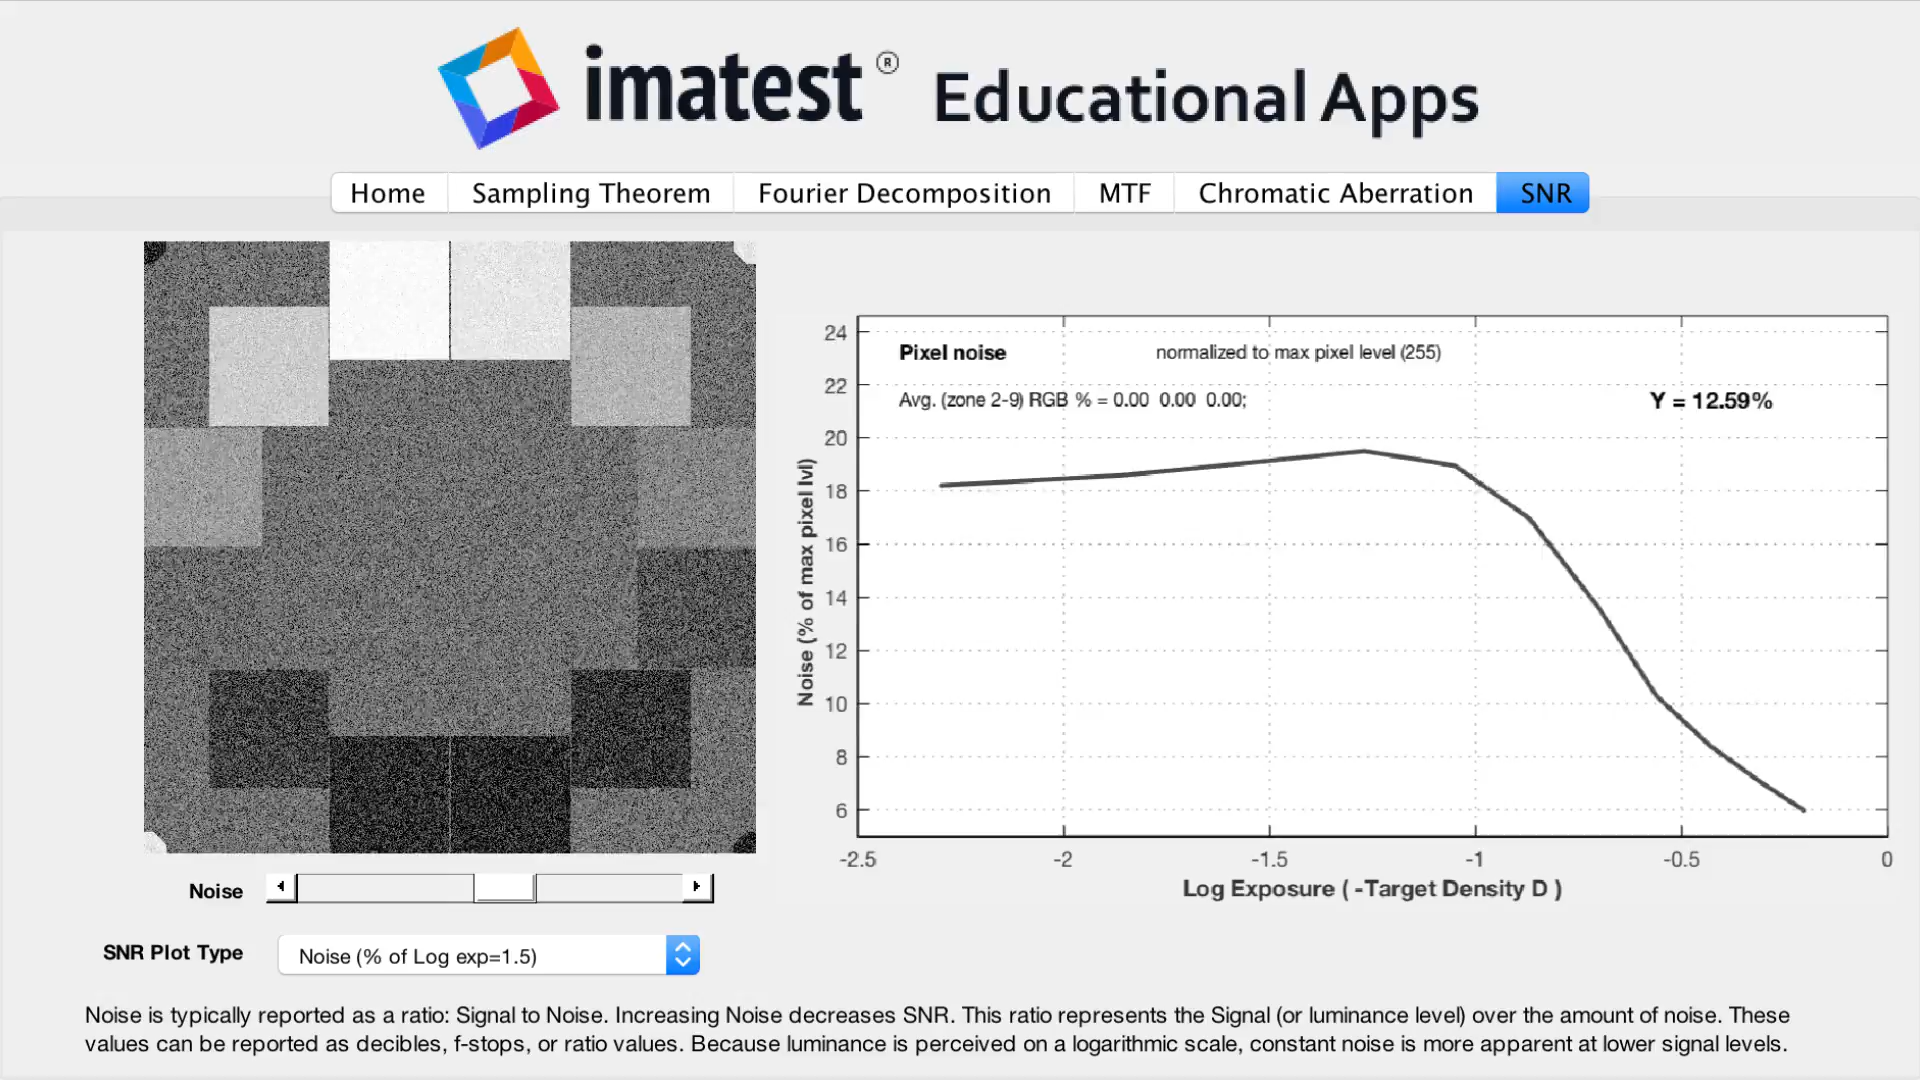 imatest® Educational Apps
Home Sampling Theorem Fourier Decomposition MTF Chromatic Aberration SNR
24
22
20
18
16
14
12
10
8
6
Noise (% of max pixel lvl)
Pixel noise normalized to max pixel level (255)
Avg. (zone 2-9) RGB % = 0.00 0.00 0.00; Y = 12.59%
-2.5 -2 -1.5 -1 -0.5 0
Log Exposure ( -Target Density D )
Noise
SNR Plot Type Noise (% of Log exp=1.5)
Noise is typically reported as a ratio: Signal to Noise. Increasing Noise decreases SNR. This ratio represents the Signal (or luminance level) over the amount of noise. These
values can be reported as decibles, f-stops, or ratio values. Because luminance is perceived on a logarithmic scale, constant noise is more apparent at lower signal levels.